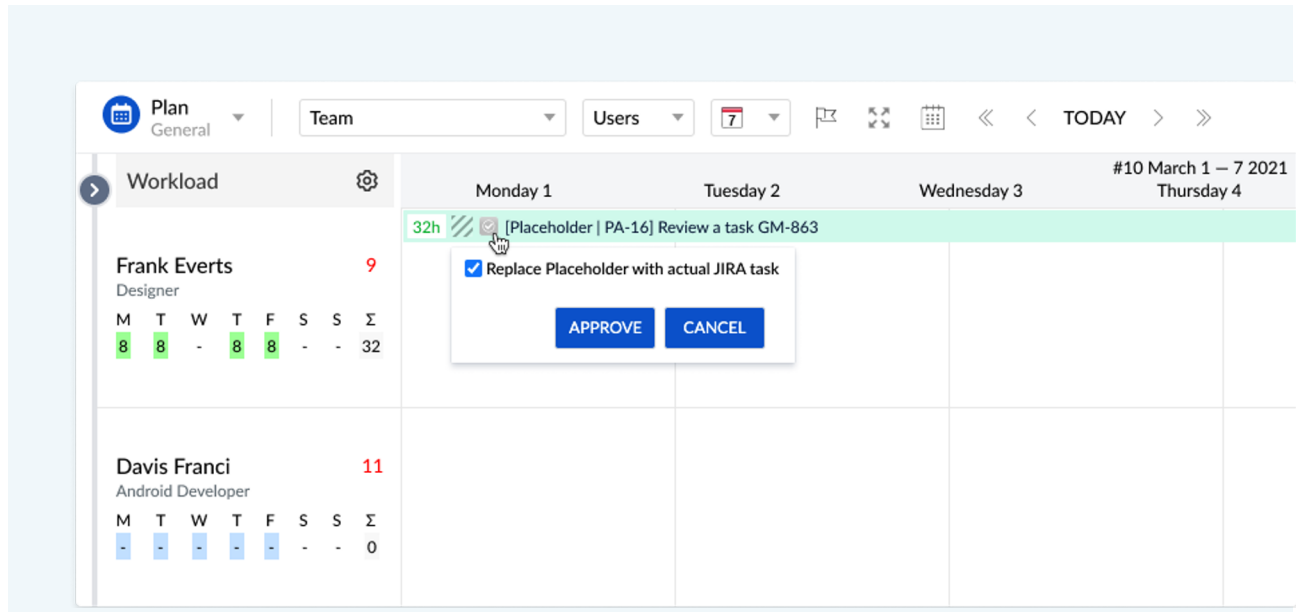 Plan
General
Team
Users
7
TODAY
Workload
#10 March 1 — 7 2021
Monday 1
Tuesday 2
Wednesday 3
Thursday 4
32h [Placeholder | PA-16] Review a task GM-863
Replace Placeholder with actual JIRA task
APPROVE
CANCEL
Frank Everts 9
Designer
M T W T F S S Σ
8 8 - 8 8 - - 32
Davis Franci 11
Android Developer
M T W T F S S Σ
- - - - - - - 0